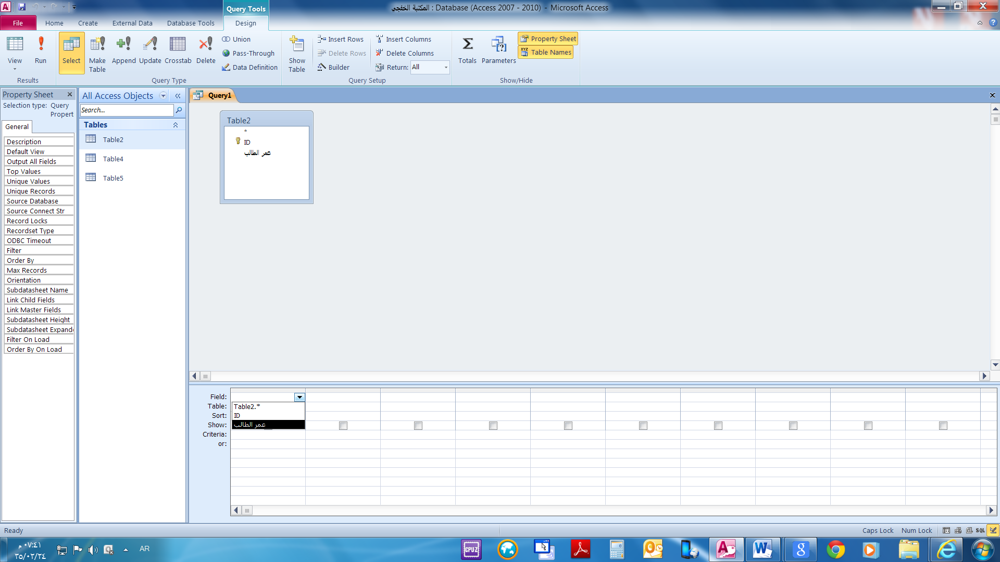 Query Tools
المكتبة الخفجي : Database (Access 2007 - 2010) - Microsoft Access
File
Home
Create
External Data
Database Tools
Design
View
Run
Select
Make Table
Append
Update
Crosstab
Delete
Union
Pass-Through
Data Definition
Show Table
Insert Rows
Delete Rows
Builder
Insert Columns
Delete Columns
Return: All
Totals
Parameters
Property Sheet
Table Names
Results
Query Type
Query Setup
Show/Hide
Property Sheet
Selection type: Query Propert
General
Description
Default View
Output All Fields
Top Values
Unique Values
Unique Records
Source Database
Source Connect Str
Record Locks
Recordset Type
ODBC Timeout
Filter
Order By
Max Records
Orientation
Subdatasheet Name
Link Child Fields
Link Master Fields
Subdatasheet Height
Subdatasheet Expand
Filter On Load
Order By On Load
All Access Objects
Search...
Tables
Table2
Table4
Table5
Query1
Table2
*
ID
عمر الطالب
Field:
Table:
Sort:
Show:
Criteria:
or:
Table2.*
ID
عمر الطالب
Ready
Caps Lock
Num Lock
SQL
٠٧:٤١ م
٣٥/٠٢/٢٤
AR
CPU-Z